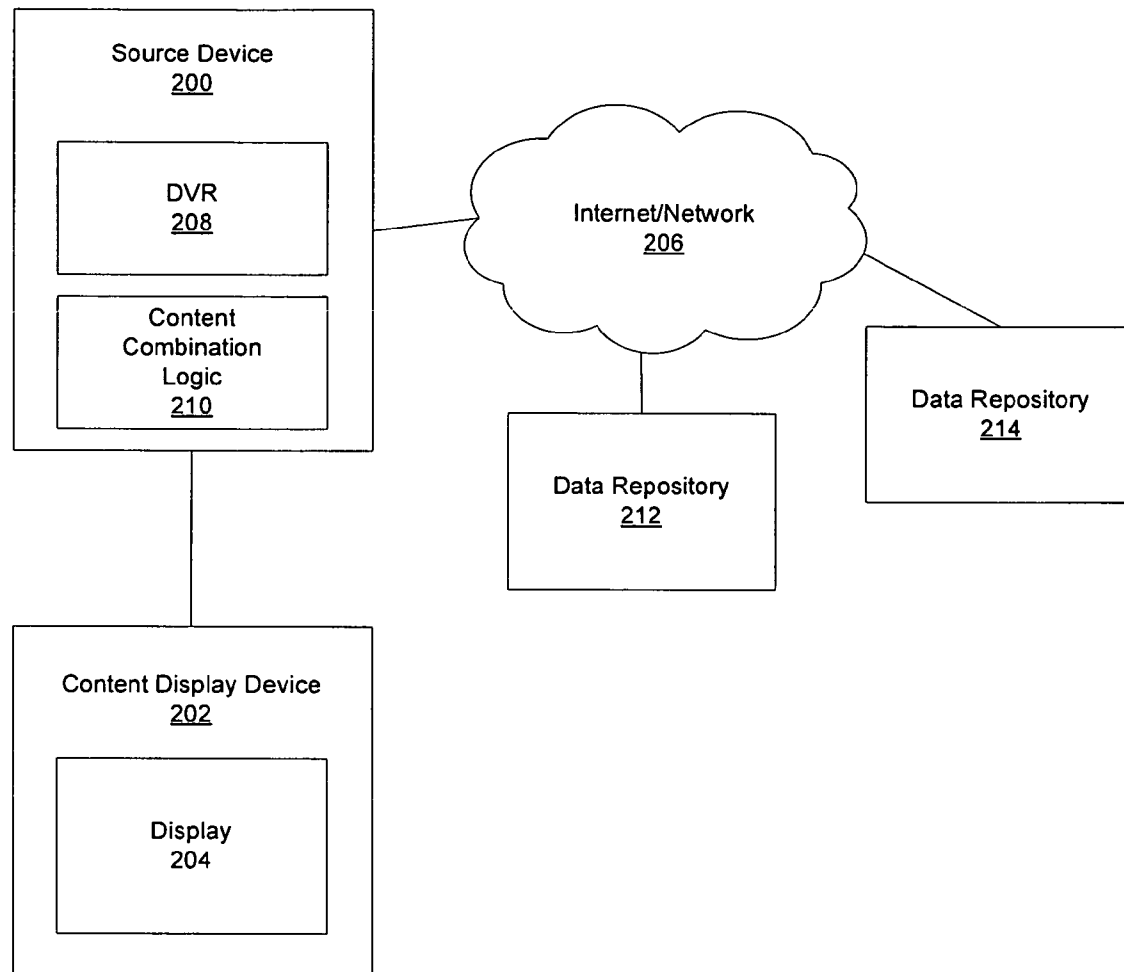 Source Device
200
DVR
208
Content
Combination
Logic
210
Internet/Network
206
Data Repository
212
Data Repository
214
Content Display Device
202
Display
204